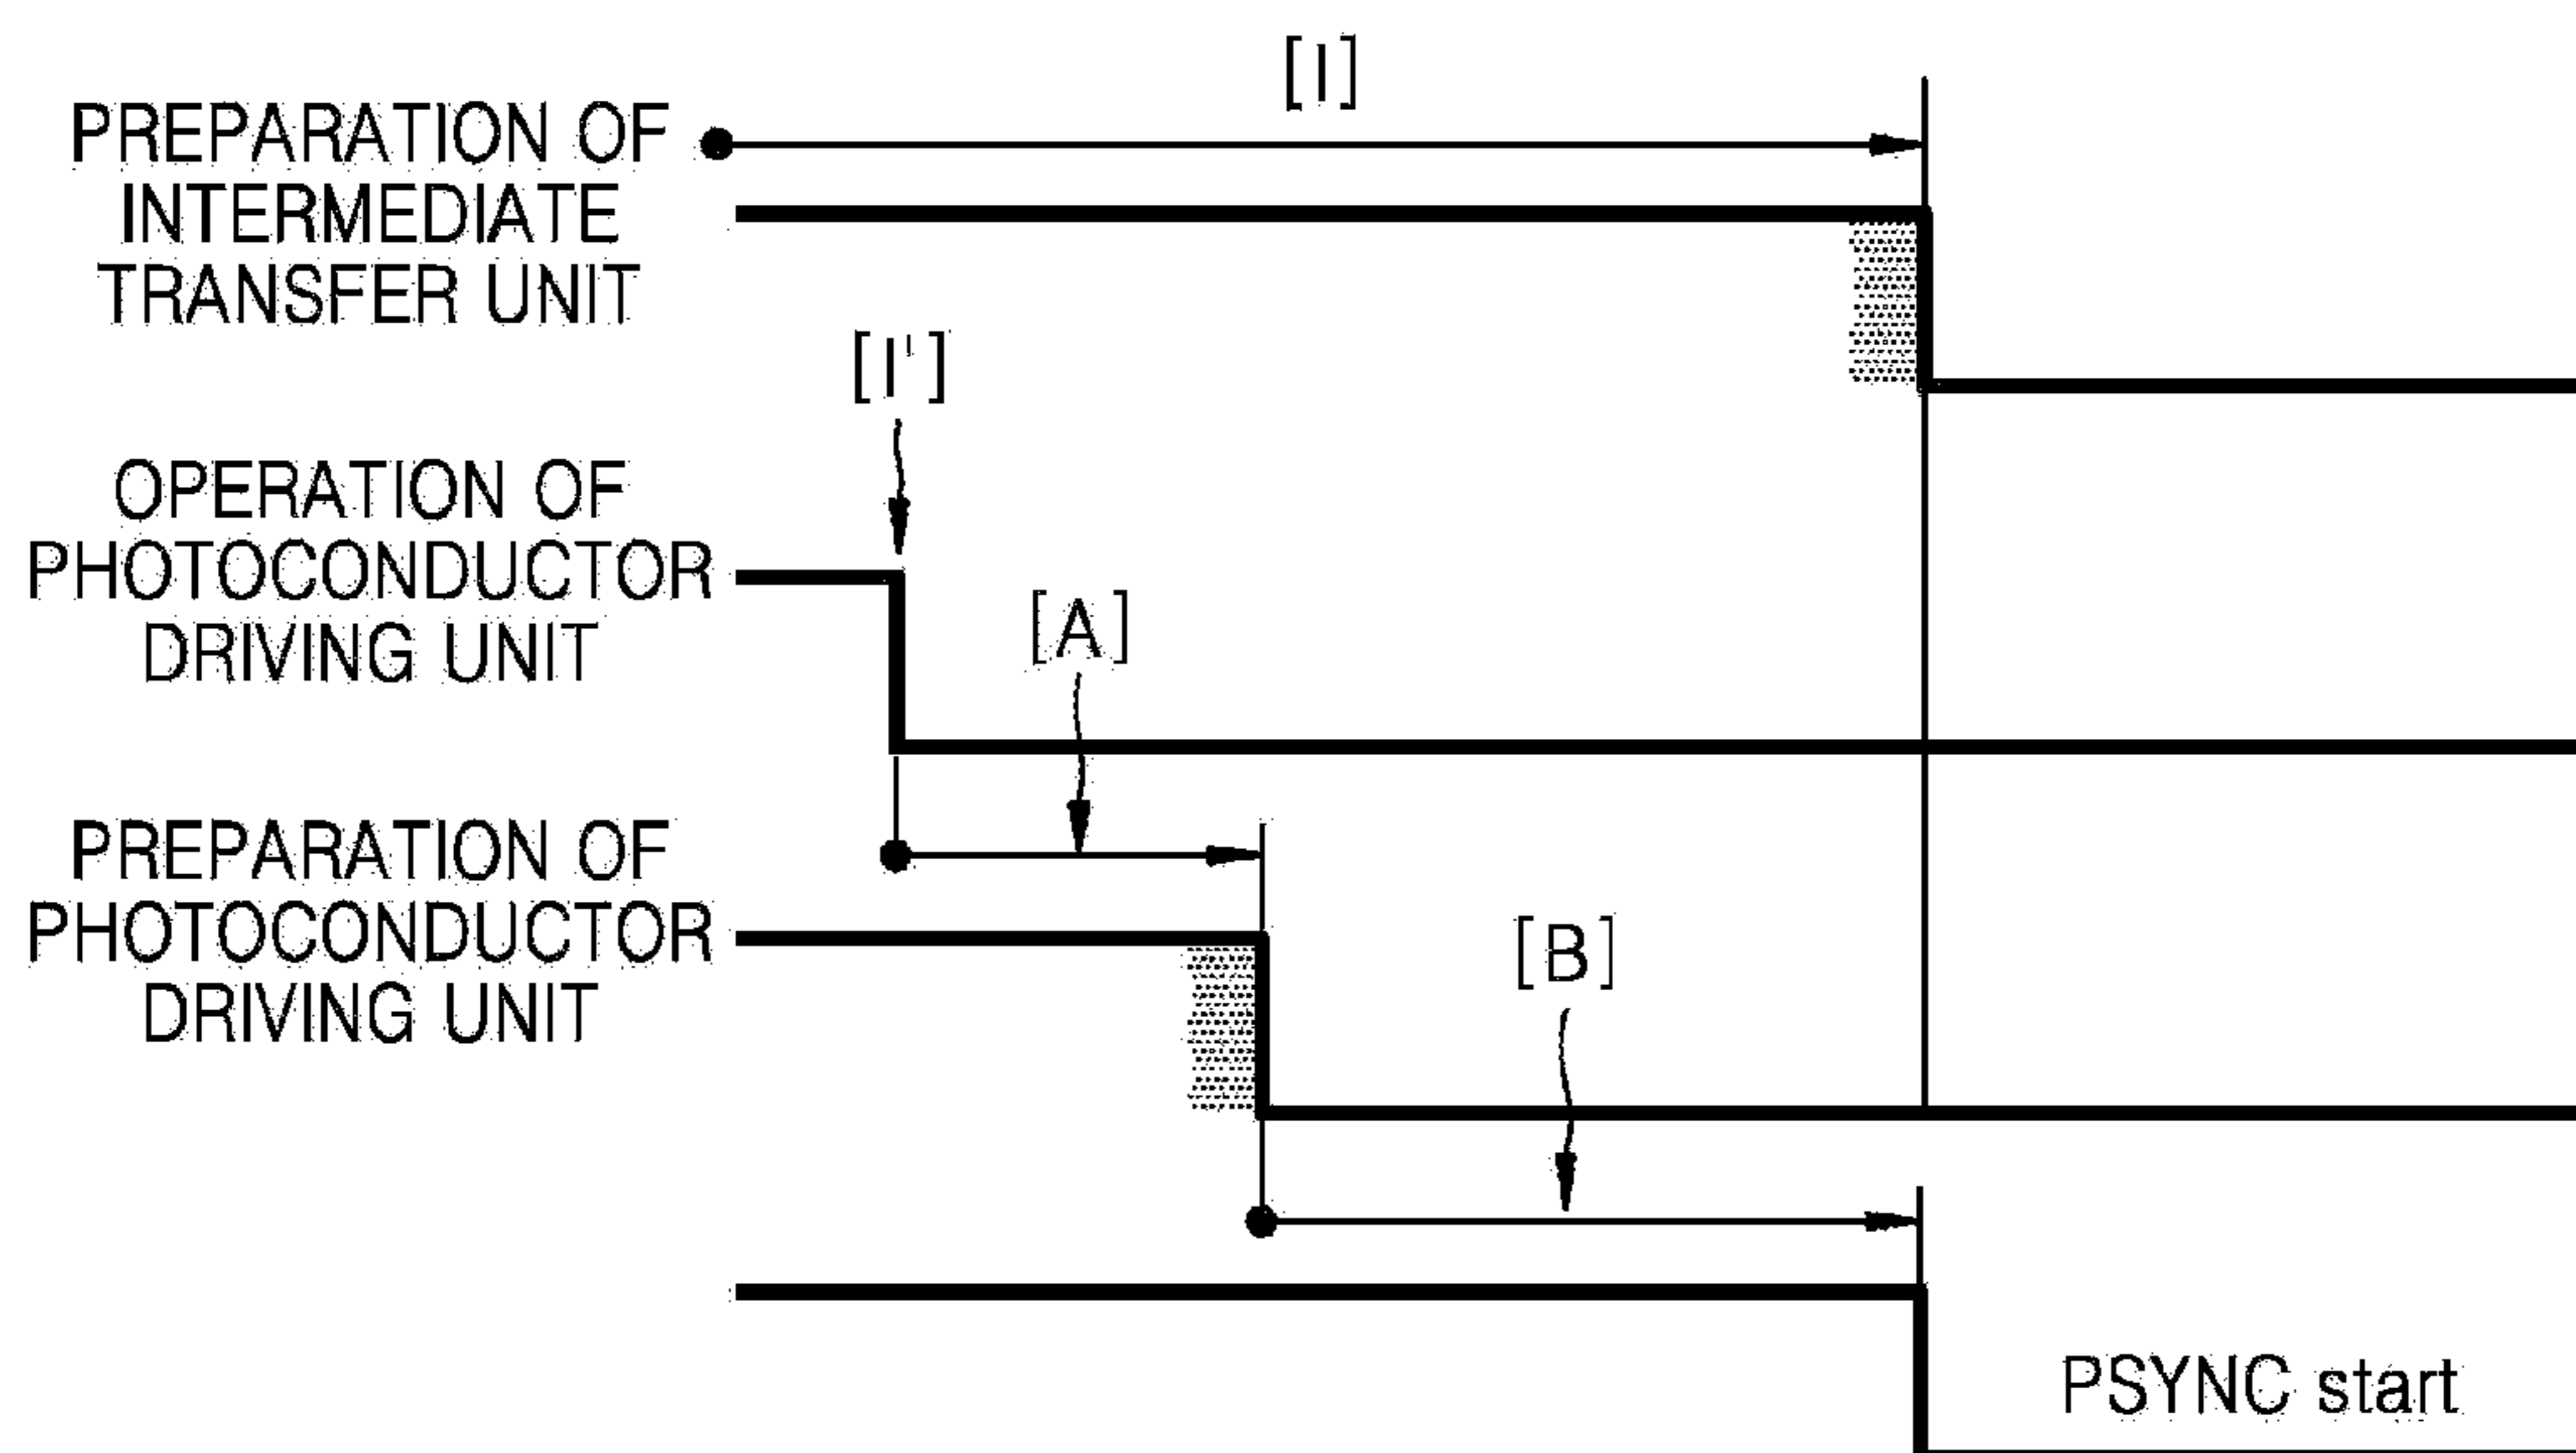 [I]
PREPARATION OF
INTERMEDIATE
TRANSFER UNIT
[I']
OPERATION OF
PHOTOCONDUCTOR
DRIVING UNIT
[A]
PREPARATION OF
PHOTOCONDUCTOR
DRIVING UNIT
[B]
PSYNC start